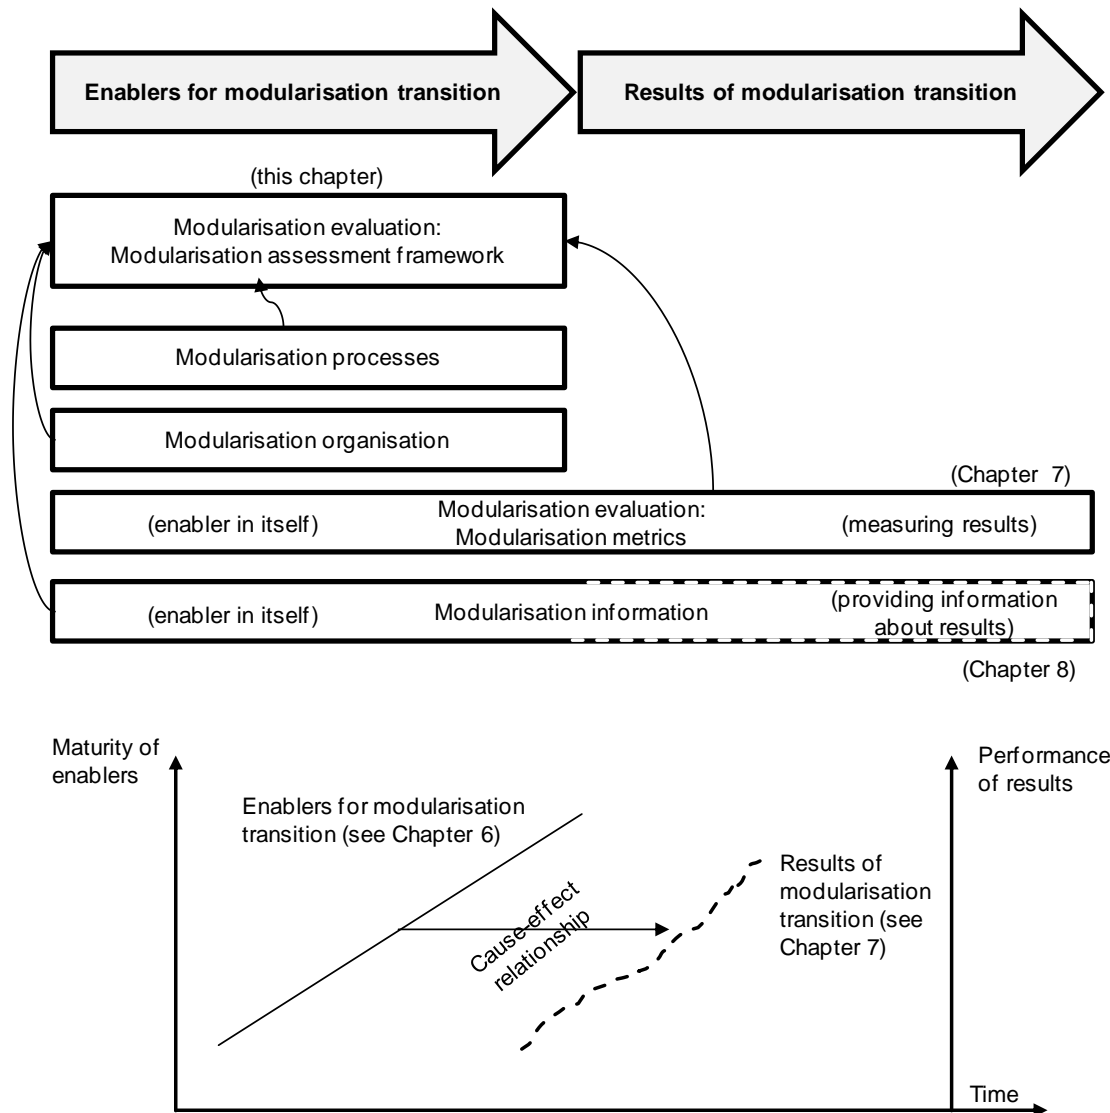 Enablers for modularisation transition
Results of modularisation transition
(this chapter)
Modularisation evaluation:
Modularisation assessment framework
Modularisation processes
Modularisation organisation
(Chapter 7)
(enabler in itself)
Modularisation evaluation:
Modularisation metrics
(measuring results)
(enabler in itself)
Modularisation information
(providing information
about results)
(Chapter 8)
Maturity of
enablers
Performance
of results
Enablers for modularisation
transition (see Chapter 6)
Cause-effect
relationship
Results of
modularisation
transition (see
Chapter 7)
Time